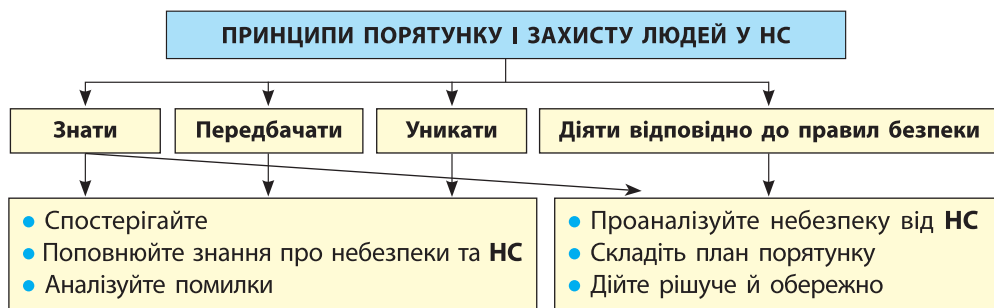 ПРИНЦИПИ ПОРЯТУНКУ І ЗАХИСТУ ЛЮДЕЙ У НС
Знати
Передбачати
Уникати
Діяти відповідно до правил безпеки
• Спостерігайте
• Поповнюйте знання про небезпеки та НС
• Аналізуйте помилки
• Проаналізуйте небезпеку від НС
• Складіть план порятунку
• Дійте рішуче й обережно